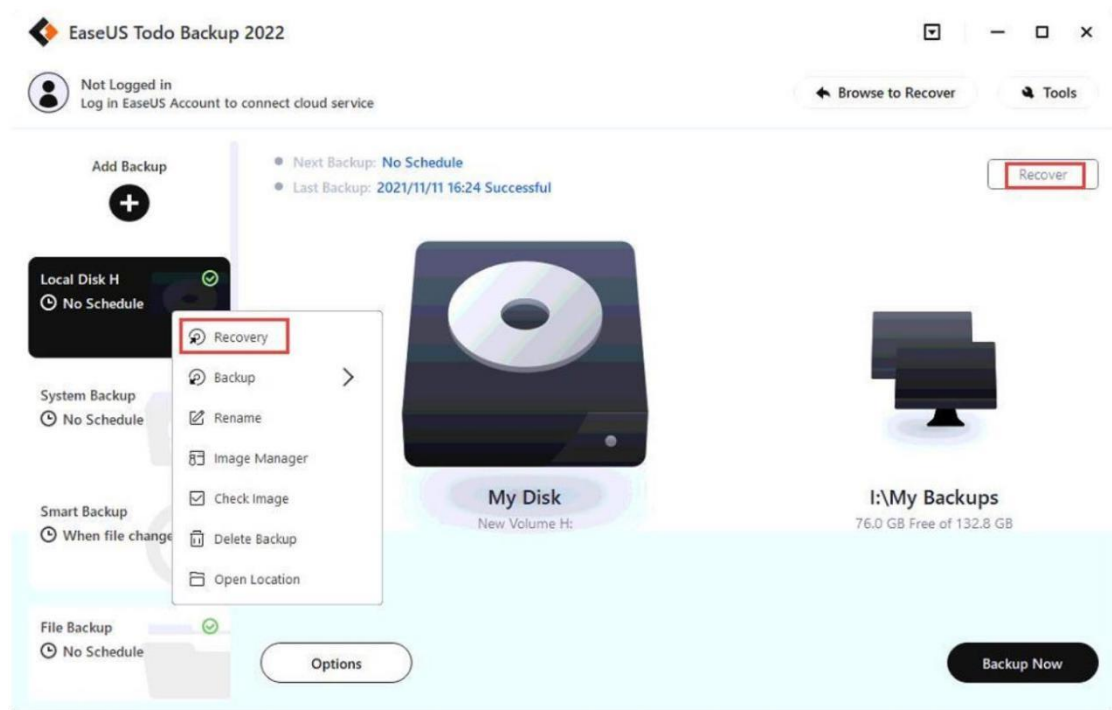 EaseUS Todo Backup 2022
Not Logged in
Log in EaseUS Account to connect cloud service
Browse to Recover
Tools
Add Backup
Next Backup: No Schedule
Last Backup: 2021/11/11 16:24 Successful
Recover
Local Disk H
No Schedule
Recovery
Backup
Rename
Image Manager
Check Image
Delete Backup
Open Location
System Backup
No Schedule
Smart Backup
When file change
File Backup
No Schedule
My Disk
New Volume H:
I:\My Backups
76.0 GB Free of 132.8 GB
Options
Backup Now